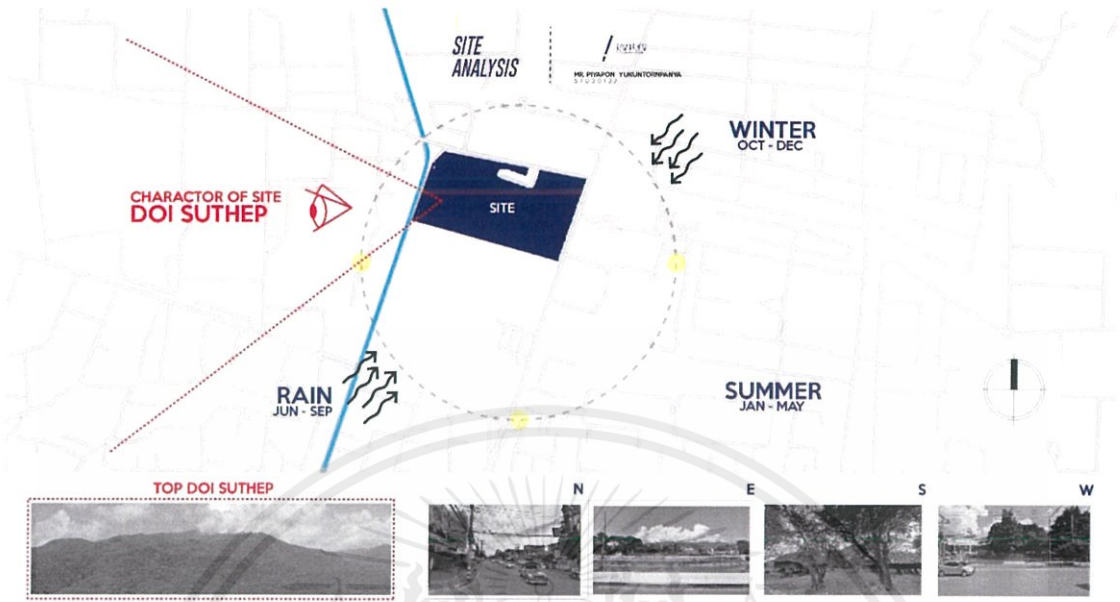 SITE
ANALYSIS
MR. PIYAPON YUKUNTORNPANYA
WINTER
OCT - DEC
CHARACTOR OF SITE
DOI SUTHEP
SITE
RAIN
JUN - SEP
SUMMER
JAN - MAY
TOP DOI SUTHEP
N
E
S
W